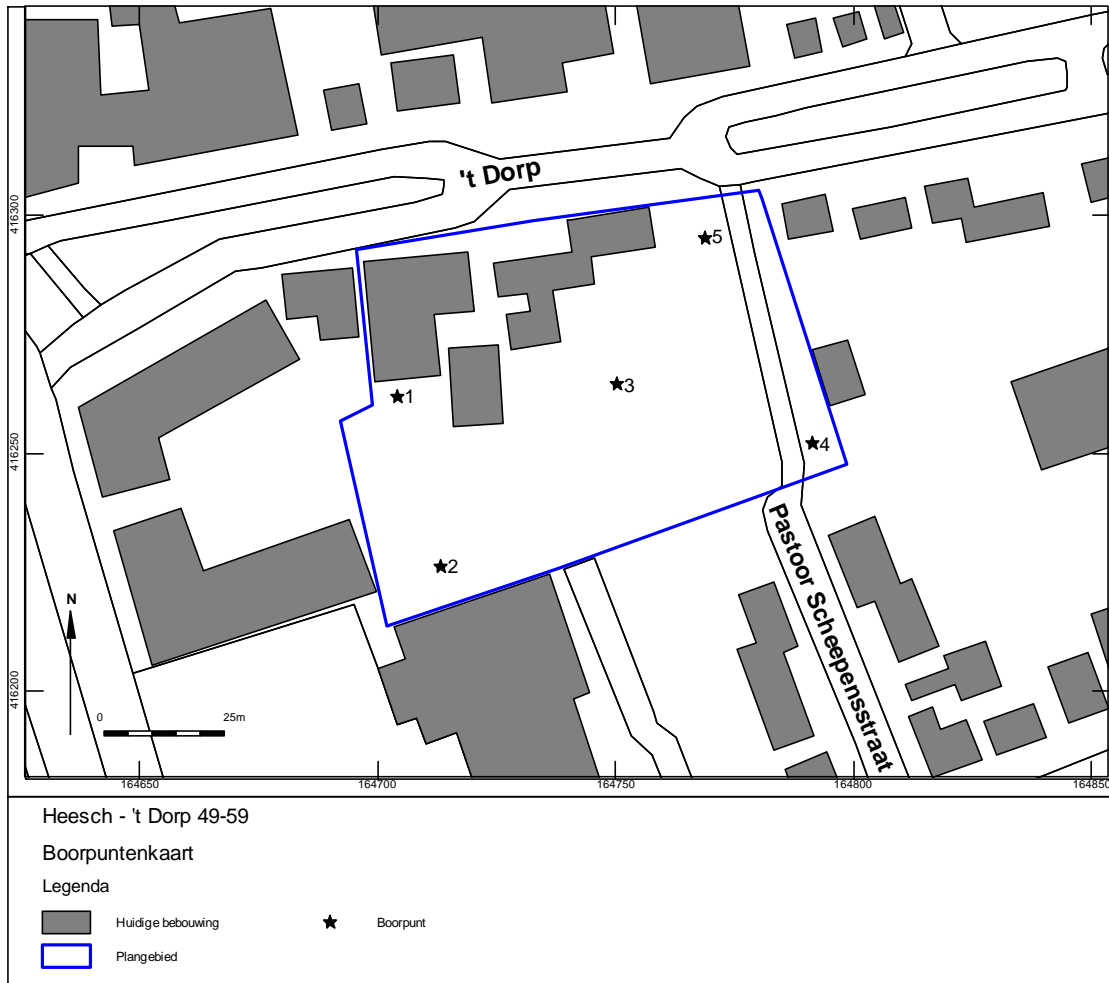 't Dorp
416300
5
1
3
416250
4
2
Pastoor Scheepensstraat
N
416200
0 25m
164650 164700 164750 164800 164850
Heesch - 't Dorp 49-59
Boorpuntenkaart
Legenda
Huidige bebouwing Boorpunt
Plangebied